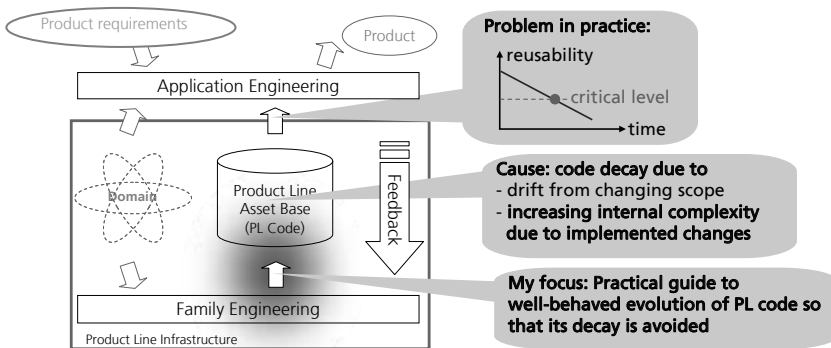 Product requirements
Product
Application Engineering
Domain
Product Line
Asset Base
(PL Code)
Feedback
Family Engineering
Product Line Infrastructure
Problem in practice:
reusability
critical level
time
Cause: code decay due to
- drift from changing scope
- increasing internal complexity
due to implemented changes
My focus: Practical guide to
well-behaved evolution of PL code so
that its decay is avoided